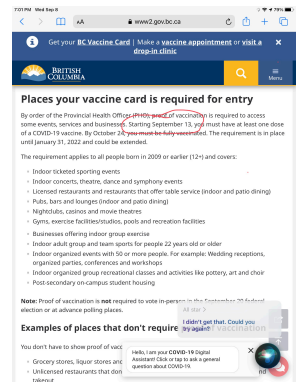 7:01 PM Wed Sep 8
79%
AA
www2.gov.bc.ca
Get your BC Vaccine Card | Make a vaccine appointment or visit a
drop-in clinic
BRITISH
COLUMBIA
Menu
Places your vaccine card is required for entry
By order of the Provincial Health Officer (PHO), proof of vaccination is required to access
some events, services and businesses. Starting September 13, you must have at least one dose
of a COVID-19 vaccine. By October 24, you must be fully vaccinated. The requirement is in place
until January 31, 2022 and could be extended.
The requirement applies to all people born in 2009 or earlier (12+) and covers:
Indoor ticketed sporting events
Indoor concerts, theatre, dance and symphony events
Licensed restaurants and restaurants that offer table service (indoor and patio dining)
Pubs, bars and lounges (indoor and patio dining)
Nightclubs, casinos and movie theatres
Gyms, exercise facilities/studios, pools and recreation facilities
Businesses offering indoor group exercise
Indoor adult group and team sports for people 22 years old or older
Indoor organized events with 50 or more people. For example: Wedding receptions,
organized parties, conferences and workshops
Indoor organized group recreational classes and activities like pottery, art and choir
Post-secondary on-campus student housing
Note: Proof of vaccination is not required to vote in-person in the September 20 federal
election or at advance polling places.
I didn't get that. Could you
try again?
Examples of places that don't require proof of vaccination
You don't have to show proof of vacc
Hello, I am your COVID-19 Digital
Assistant! Click or tap to ask a general
question about COVID-19.
Grocery stores, liquor stores and
Unlicensed restaurants that don
takeout